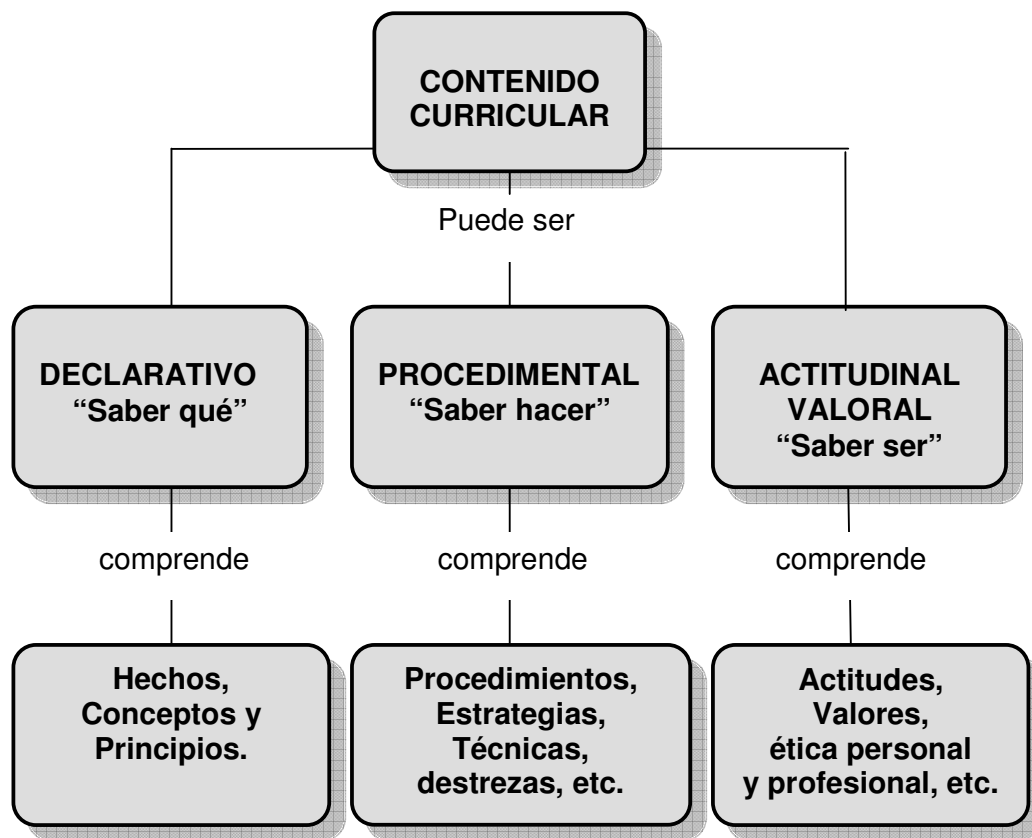 CONTENIDO
CURRICULAR
Puede ser
DECLARATIVO
“Saber qué”
PROCEDIMENTAL
“Saber hacer”
ACTITUDINAL
VALORAL
“Saber ser”
comprende
comprende
comprende
Hechos,
Conceptos y
Principios.
Procedimientos,
Estrategias,
Técnicas,
destrezas, etc.
Actitudes,
Valores,
ética personal
y profesional, etc.